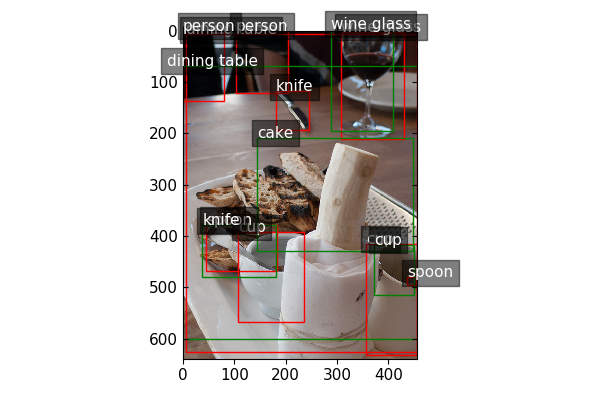 person
person
wine glass
0
dining table
100
knife
200
cake
300
knife
cup
400
cup
spoon
500
600
0 100 200 300 400